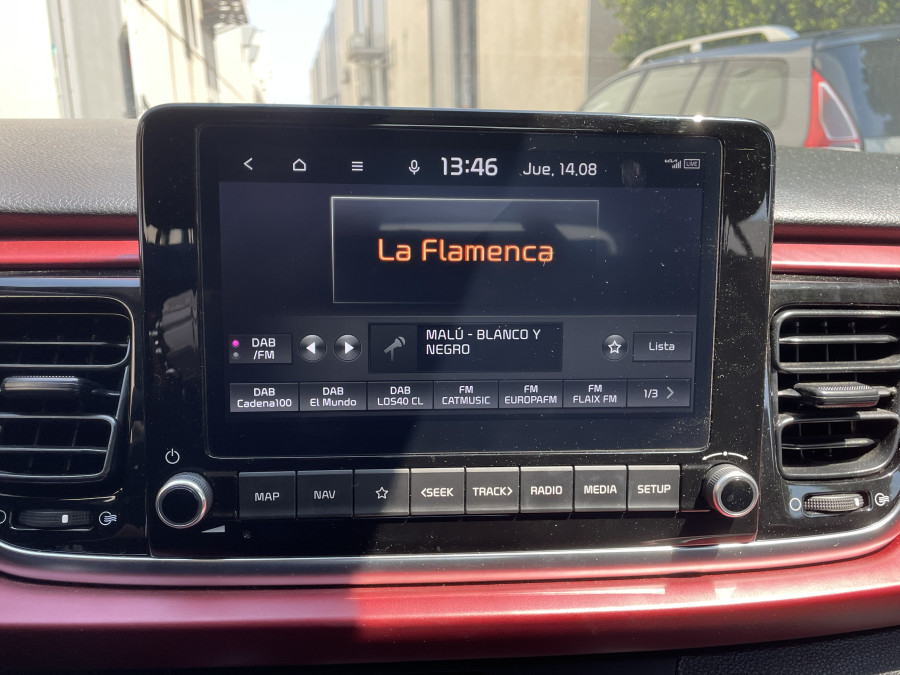 13:46 Jue, 14.08 LIVE
La Flamenca
DAB
/FM
MALÚ - BLANCO Y
NEGRO
Lista
DAB
Cadena100
DAB
El Mundo
DAB
LOS40 CL
FM
CATMUSIC
FM
EUROPAFM
FM
FLAIX FM
1/3 >
MAP
NAV
<SEEK
TRACK>
RADIO
MEDIA
SETUP